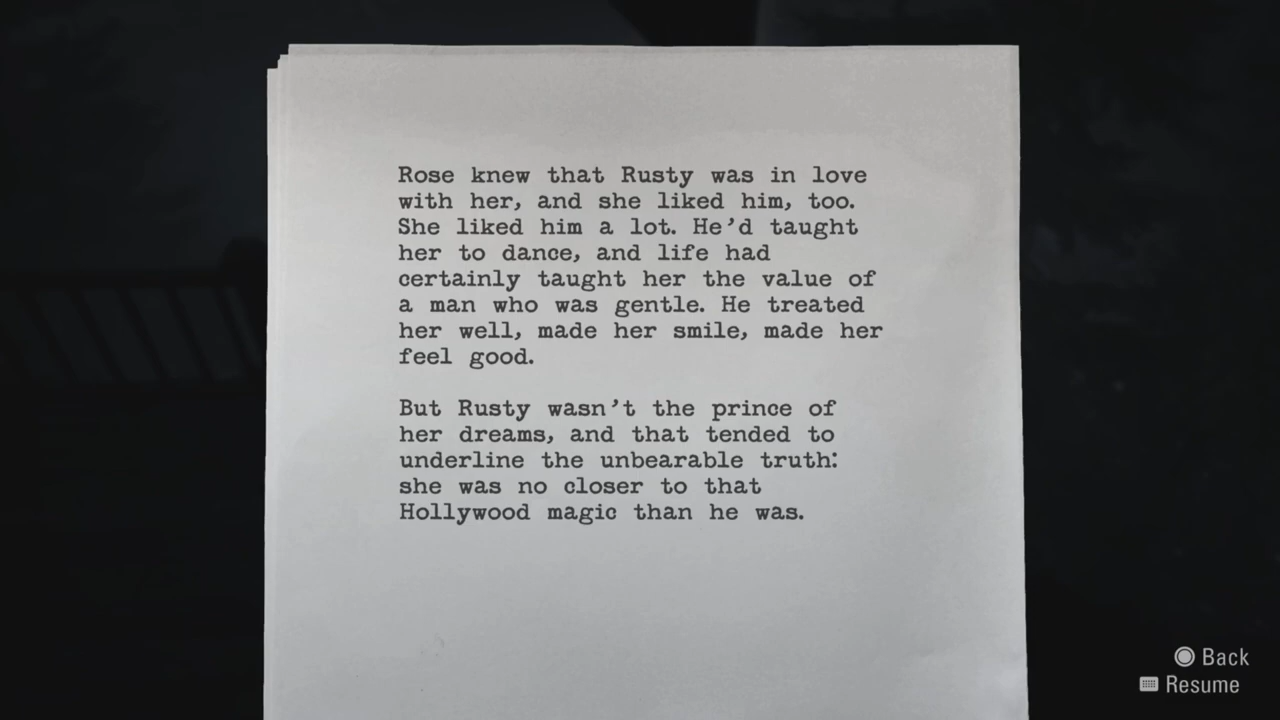 Rose knew that Rusty was in love
with her, and she liked him, too.
She liked him a lot. He’d taught
her to dance, and life had
certainly taught her the value of
a man who was gentle. He treated
her well, made her smile, made her
feel good.
But Rusty wasn’t the prince of
her dreams, and that tended to
underline the unbearable truth:
she was no closer to that
Hollywood magic than he was.
Back
Resume